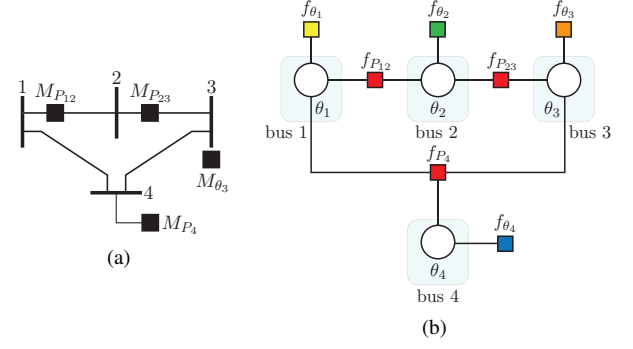 1 M_{P_{12}} 2 M_{P_{23}} 3
M_{θ_3}
4
M_{P_4}
(a)
f_{θ_1} f_{θ_2} f_{θ_3}
f_{P_{12}} f_{P_{23}}
θ_1 θ_2 θ_3
bus 1 bus 2 bus 3
f_{P_4}
f_{θ_4}
θ_4
bus 4
(b)